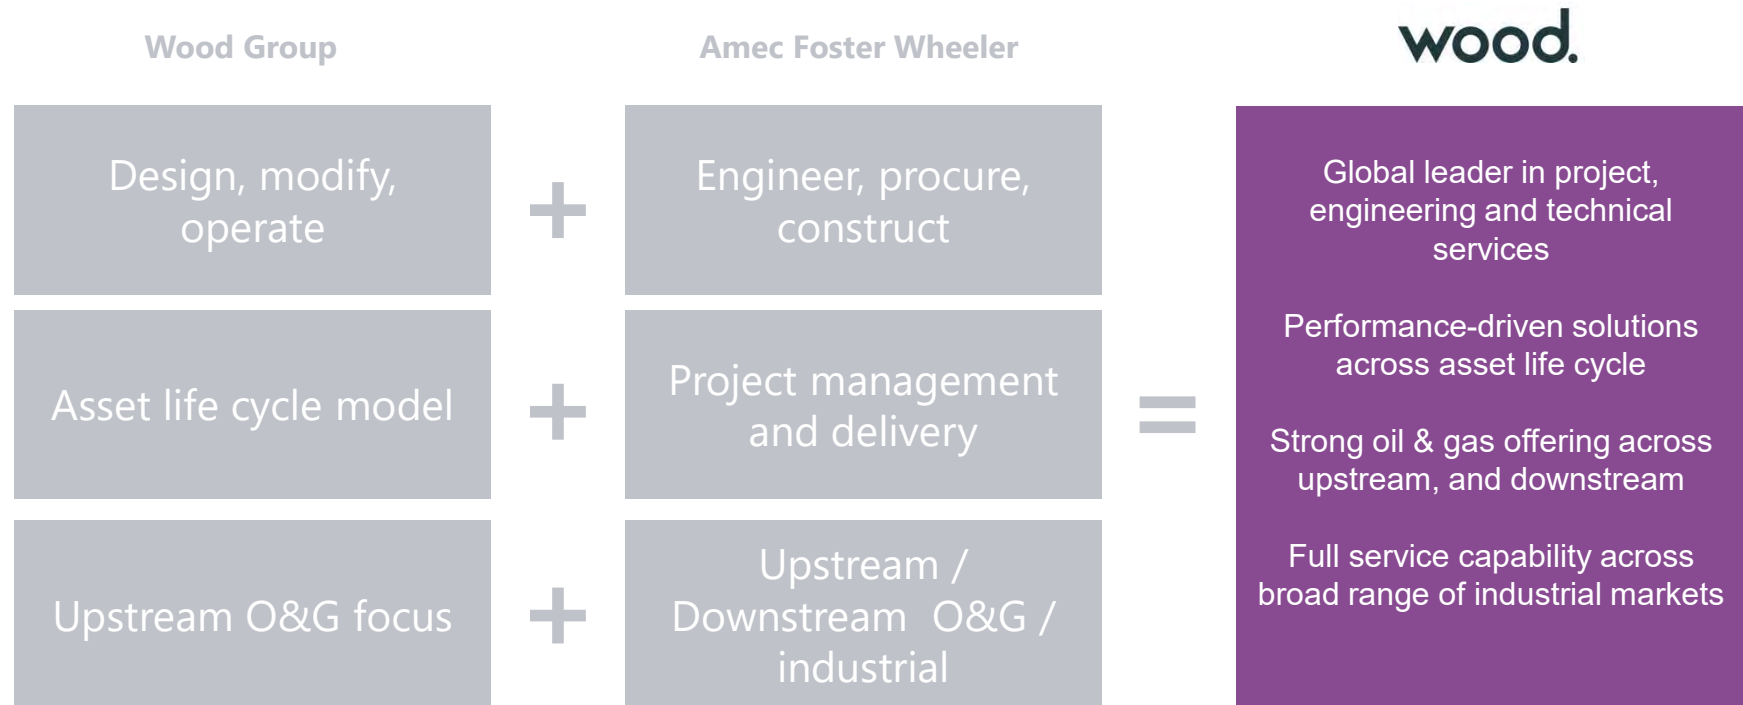 Wood Group
Amec Foster Wheeler
wood.
Design, modify,
operate
+
Engineer, procure,
construct
Asset life cycle model
+
Project management
and delivery
Upstream O&G focus
+
Upstream /
Downstream  O&G /
industrial
=
Global leader in project,
engineering and technical
services
Performance-driven solutions
across asset life cycle
Strong oil & gas offering across
upstream, and downstream
Full service capability across
broad range of industrial markets